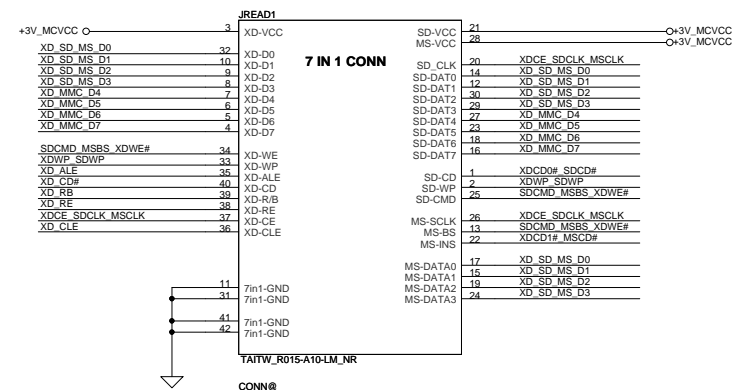 JREAD1
+3V_MCVCC 3 XD-VCC SD-VCC 21 +3V_MCVCC
MS-VCC 28 +3V_MCVCC
7 IN 1 CONN
XD_SD_MS_D0 32 XD-D0
XD_SD_MS_D1 10 XD-D1
XD_SD_MS_D2 9 XD-D2
XD_SD_MS_D3 8 XD-D3
XD_MMC_D4 7 XD-D4
XD_MMC_D5 6 XD-D5
XD_MMC_D6 5 XD-D6
XD_MMC_D7 4 XD-D7
SDCMD_MSBS_XDWE# 34 XD-WE
XDWP_SDWP 33 XD-WP
XD_ALE 35 XD-ALE
XD_CD# 40 XD-CD
XD_RB 39 XD-R/B
XD_RE 38 XD-RE
XDCE_SDCLK_MSCLK 37 XD-CE
XD_CLE 36 XD-CLE
11 7in1-GND
31 7in1-GND
41 7in1-GND
42 7in1-GND
SD_CLK 20 XDCE_SDCLK_MSCLK
SD-DAT0 14 XD_SD_MS_D0
SD-DAT1 12 XD_SD_MS_D1
SD-DAT2 30 XD_SD_MS_D2
SD-DAT3 29 XD_SD_MS_D3
SD-DAT4 27 XD_MMC_D4
SD-DAT5 23 XD_MMC_D5
SD-DAT6 18 XD_MMC_D6
SD-DAT7 16 XD_MMC_D7
SD-CD 1 XDCD0#_SDCD#
SD-WP 2 XDWP_SDWP
SD-CMD 25 SDCMD_MSBS_XDWE#
MS-SCLK 26 XDCE_SDCLK_MSCLK
MS-BS 13 SDCMD_MSBS_XDWE#
MS-INS 22 XDCD1#_MSCD#
MS-DATA0 17 XD_SD_MS_D0
MS-DATA1 15 XD_SD_MS_D1
MS-DATA2 19 XD_SD_MS_D2
MS-DATA3 24 XD_SD_MS_D3
TAITW_R015-A10-LM_NR
CONN@